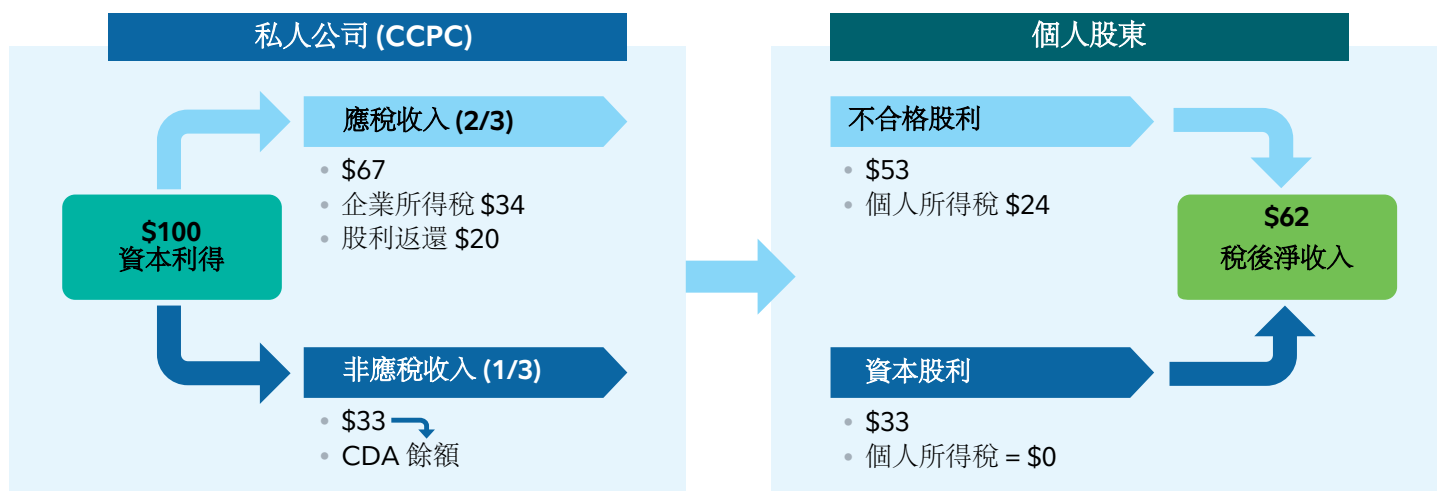 私人公司 (CCPC)
應稅收入 (2/3)
• $67
• 企業所得稅 $34
• 股利返還 $20
$100
資本利得
非應稅收入 (1/3)
• $33
• CDA 餘額
個人股東
不合格股利
• $53
• 個人所得稅 $24
$62
稅後淨收入
資本股利
• $33
• 個人所得稅 = $0